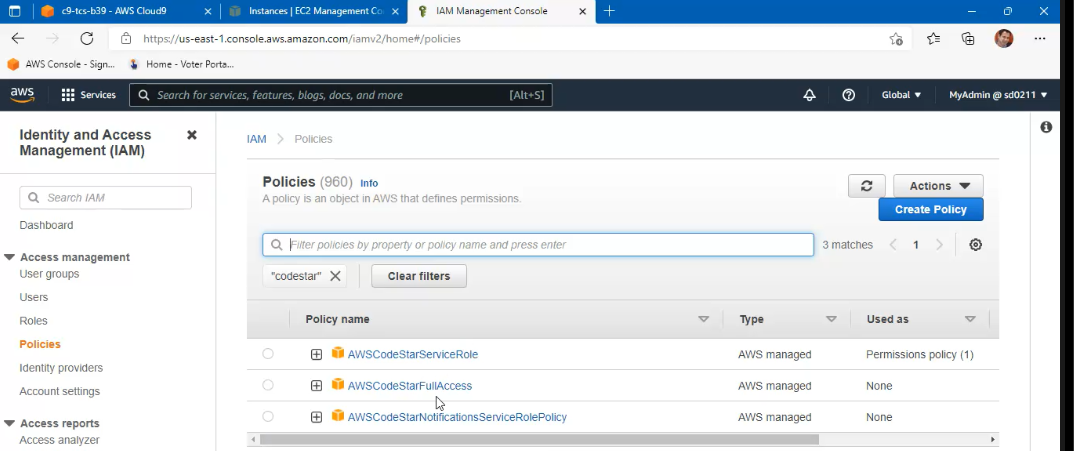 c9-tcs-b39 - AWS Cloud9
Instances | EC2 Management Co
IAM Management Console
https://us-east-1.console.aws.amazon.com/iamv2/home#/policies
AWS Console - Sign...
Home - Voter Porta...
aws
Services
Search for services, features, blogs, docs, and more
[Alt+S]
Global
MyAdmin @ sd0211
Identity and Access
Management (IAM)
Search IAM
Dashboard
Access management
User groups
Users
Roles
Policies
Identity providers
Account settings
Access reports
Access analyzer
IAM
Policies
Policies (960) Info
A policy is an object in AWS that defines permissions.
Actions
Create Policy
Filter policies by property or policy name and press enter
3 matches
1
"codestar"
Clear filters
Policy name
Type
Used as
AWSCodeStarServiceRole
AWS managed
Permissions policy (1)
AWSCodeStarFullAccess
AWS managed
None
AWSCodeStarNotificationsServiceRolePolicy
AWS managed
None